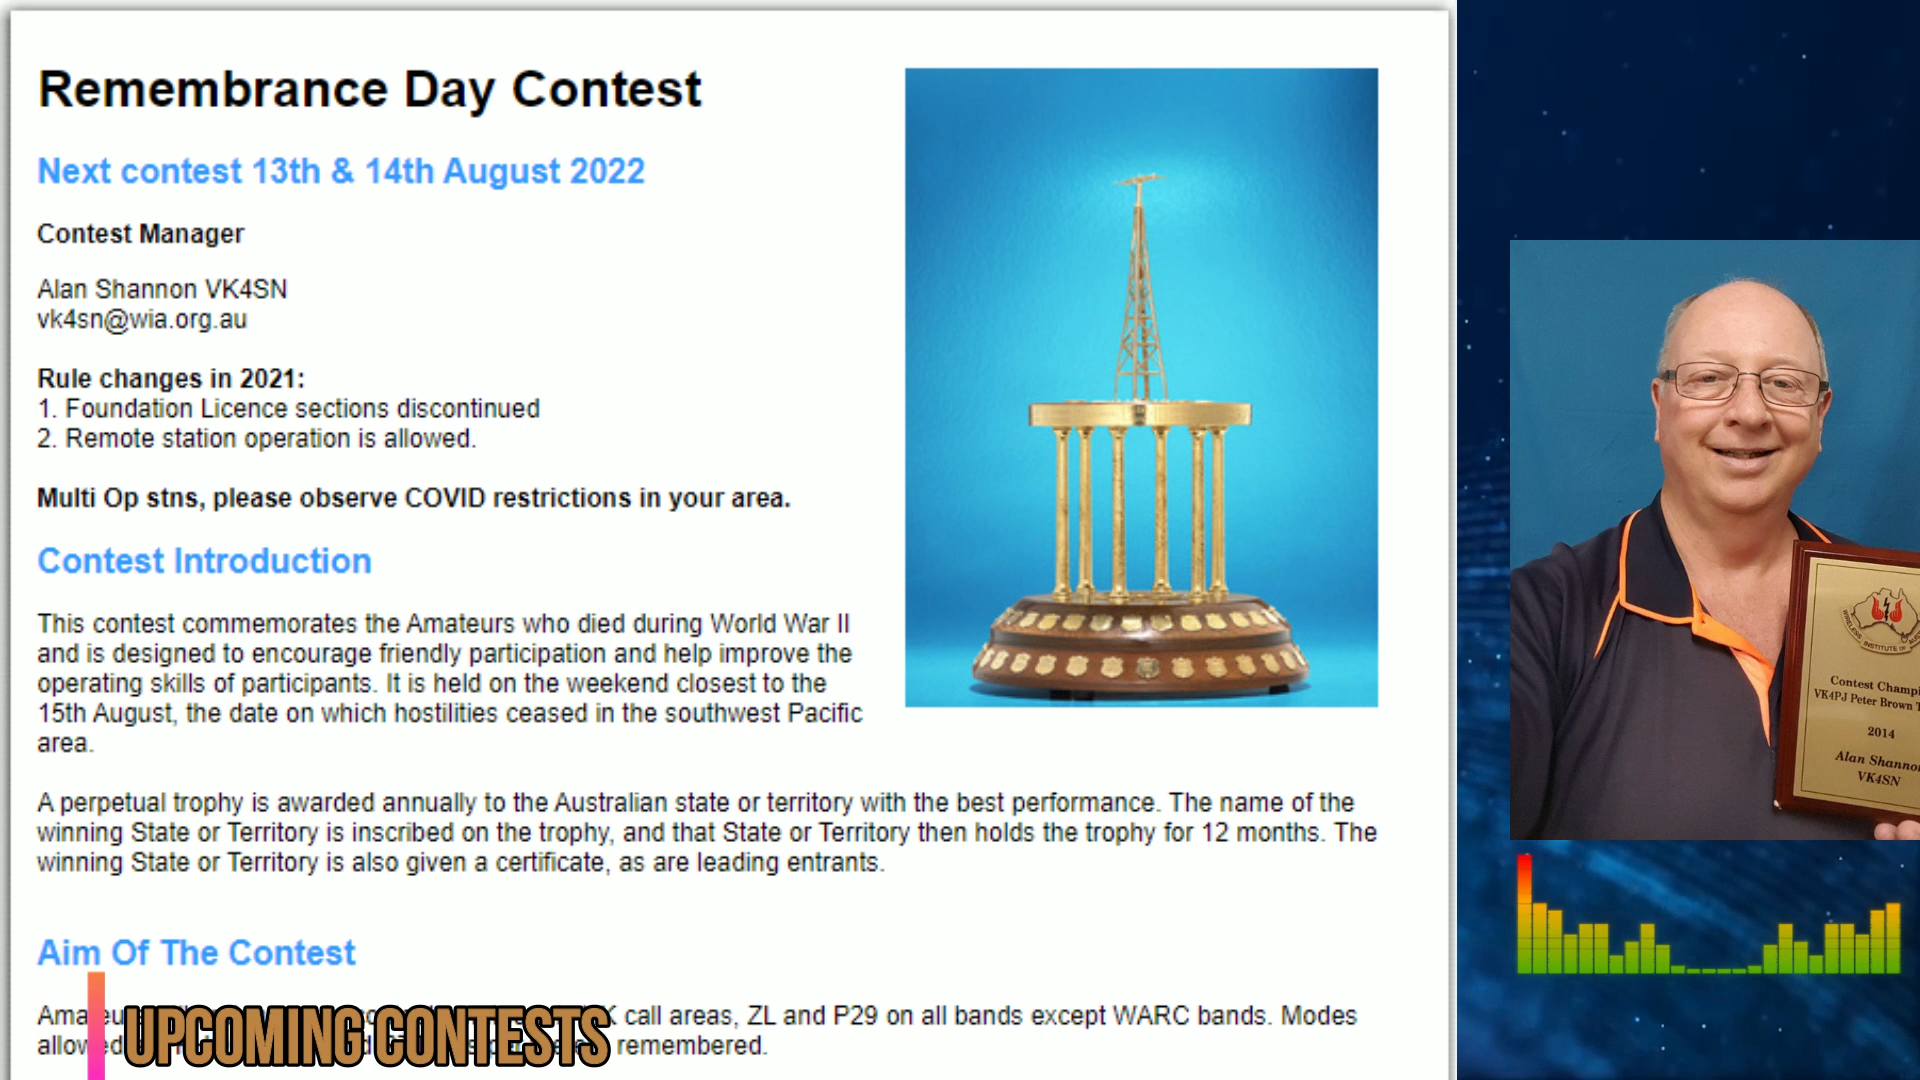 Remembrance Day Contest
Next contest 13th & 14th August 2022
Contest Manager
Alan Shannon VK4SN
vk4sn@wia.org.au
Rule changes in 2021:
1. Foundation Licence sections discontinued
2. Remote station operation is allowed.
Multi Op stns, please observe COVID restrictions in your area.
Contest Introduction
This contest commemorates the Amateurs who died during World War II
and is designed to encourage friendly participation and help improve the
operating skills of participants. It is held on the weekend closest to the
15th August, the date on which hostilities ceased in the southwest Pacific
area.
A perpetual trophy is awarded annually to the Australian state or territory with the best performance. The name of the
winning State or Territory is inscribed on the trophy, and that State or Territory then holds the trophy for 12 months. The
winning State or Territory is also given a certificate, as are leading entrants.
Aim Of The Contest
call areas, ZL and P29 on all bands except WARC bands. Modes
remembered.
UPCOMING CONTESTS
WIRELESS INSTITUTE OF
Contest
VK4PJ Peter Brown
2014
Alan Shannon
VK4SN